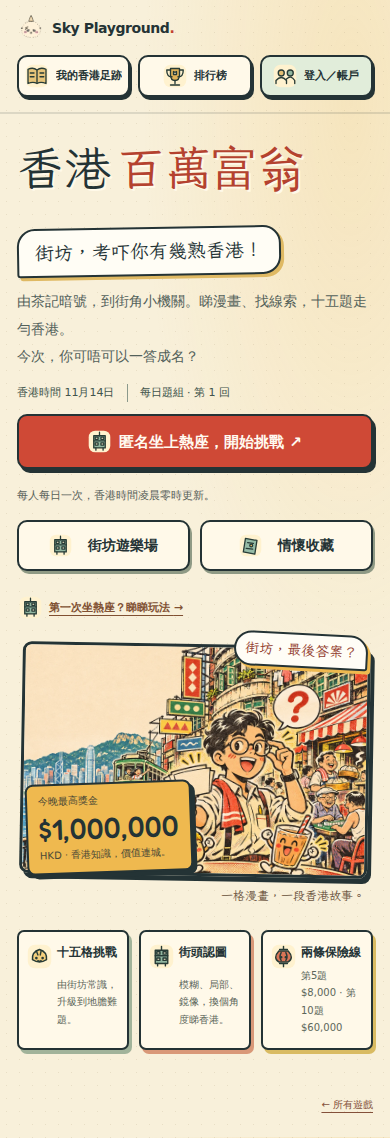 Sky Playground.
我的香港足跡
排行榜
登入／帳戶
香港 百萬富翁
街坊，考吓你有幾熟香港！
由茶記暗號，到街角小機關。睇漫畫、找線索，十五題走
勻香港。
今次，你可唔可以一答成名？
香港時間 11月14日
每日題組 · 第 1 回
匿名坐上熱座，開始挑戰 ↗
每人每日一次，香港時間凌晨零時更新。
街坊遊樂場
情懷收藏
第一次坐熱座？睇睇玩法 →
街坊，最後答案？
?
今晚最高獎金
$1,000,000
HKD · 香港知識，價值連城。
一格漫畫，一段香港故事。
十五格挑戰
由街坊常識，
升級到地膽難
題。
街頭認圖
模糊、局部、
鏡像，換個角
度睇香港。
兩條保險線
第5題
$8,000 · 第
10題
$60,000
← 所有遊戲